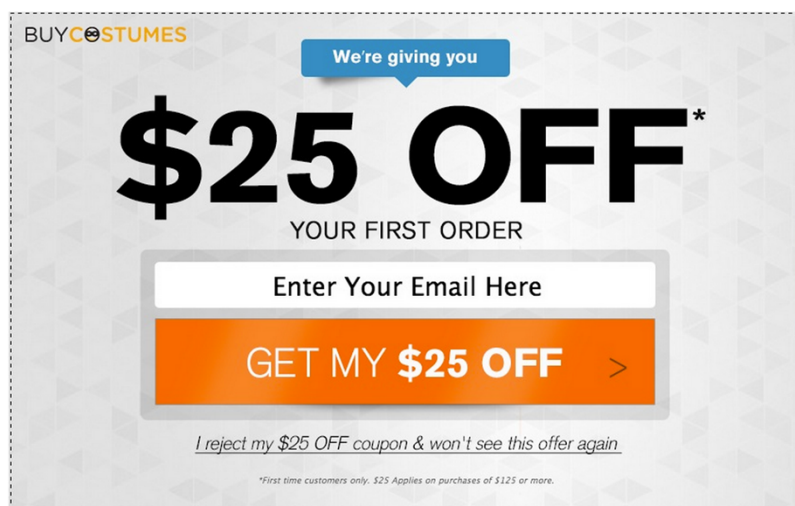 BUYCOSTUMES
We're giving you
$25 OFF*
YOUR FIRST ORDER
Enter Your Email Here
GET MY $25 OFF >
I reject my $25 OFF coupon & won't see this offer again
*First time customers only. $25 Applies on purchases of $125 or more.